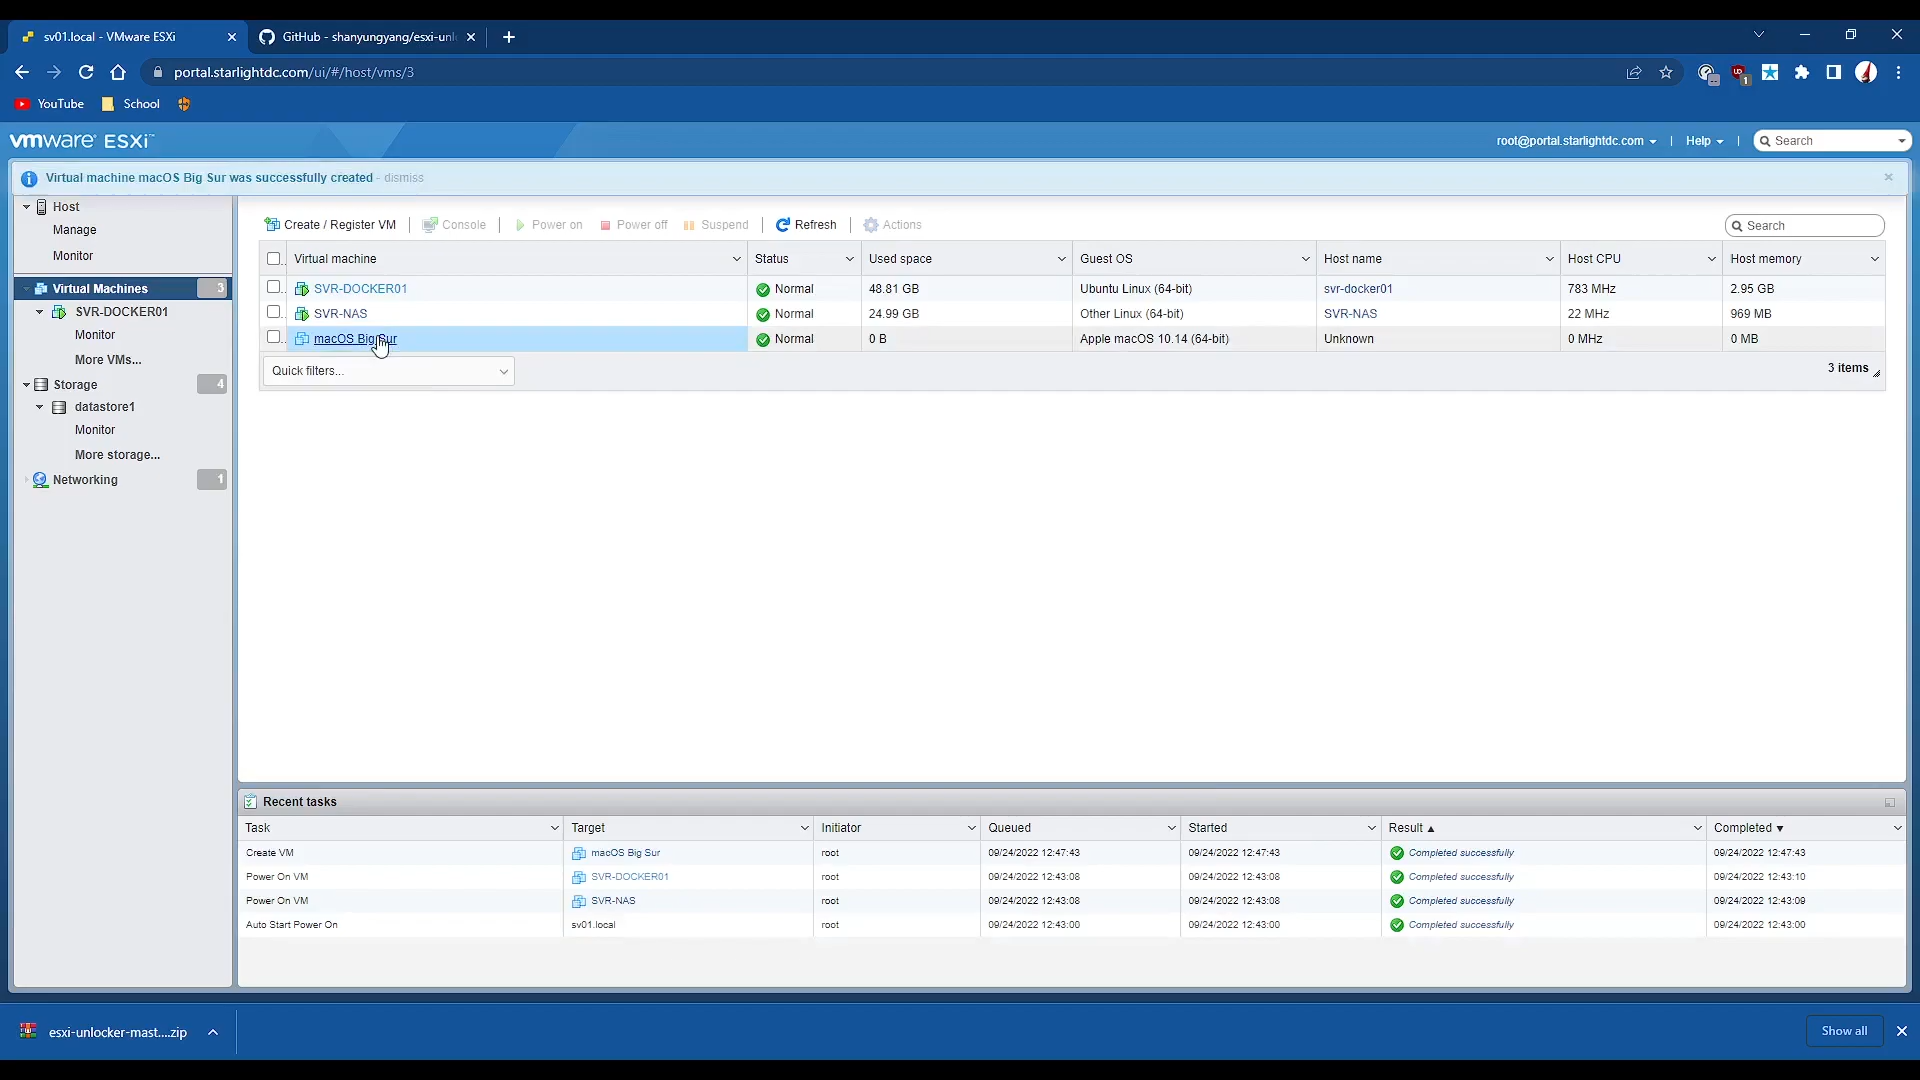 sv01.local - VMware ESXi
GitHub - shanyungyang/esxi-unl
portal.starlightdc.com/ui/#/host/vms/3
YouTube
School
vmware ESXi™
root@portal.starlightdc.com
Help
Search
Virtual machine macOS Big Sur was successfully created - dismiss
Host
Manage
Monitor
Virtual Machines 3
SVR-DOCKER01
Monitor
More VMs...
Storage 4
datastore1
Monitor
More storage...
Networking 1
Create / Register VM
Console
Power on
Power off
Suspend
Refresh
Actions
Search
Virtual machine Status Used space Guest OS Host name Host CPU Host memory
SVR-DOCKER01 Normal 48.81 GB Ubuntu Linux (64-bit) svr-docker01 783 MHz 2.95 GB
SVR-NAS Normal 24.99 GB Other Linux (64-bit) SVR-NAS 22 MHz 969 MB
macOS Big Sur Normal 0 B Apple macOS 10.14 (64-bit) Unknown 0 MHz 0 MB
Quick filters...
3 items
Recent tasks
Task Target Initiator Queued Started Result ▲ Completed ▼
Create VM macOS Big Sur root 09/24/2022 12:47:43 09/24/2022 12:47:43 Completed successfully 09/24/2022 12:47:43
Power On VM SVR-DOCKER01 root 09/24/2022 12:43:08 09/24/2022 12:43:08 Completed successfully 09/24/2022 12:43:10
Power On VM SVR-NAS root 09/24/2022 12:43:08 09/24/2022 12:43:08 Completed successfully 09/24/2022 12:43:09
Auto Start Power On sv01.local root 09/24/2022 12:43:00 09/24/2022 12:43:00 Completed successfully 09/24/2022 12:43:00
esxi-unlocker-mast....zip
Show all